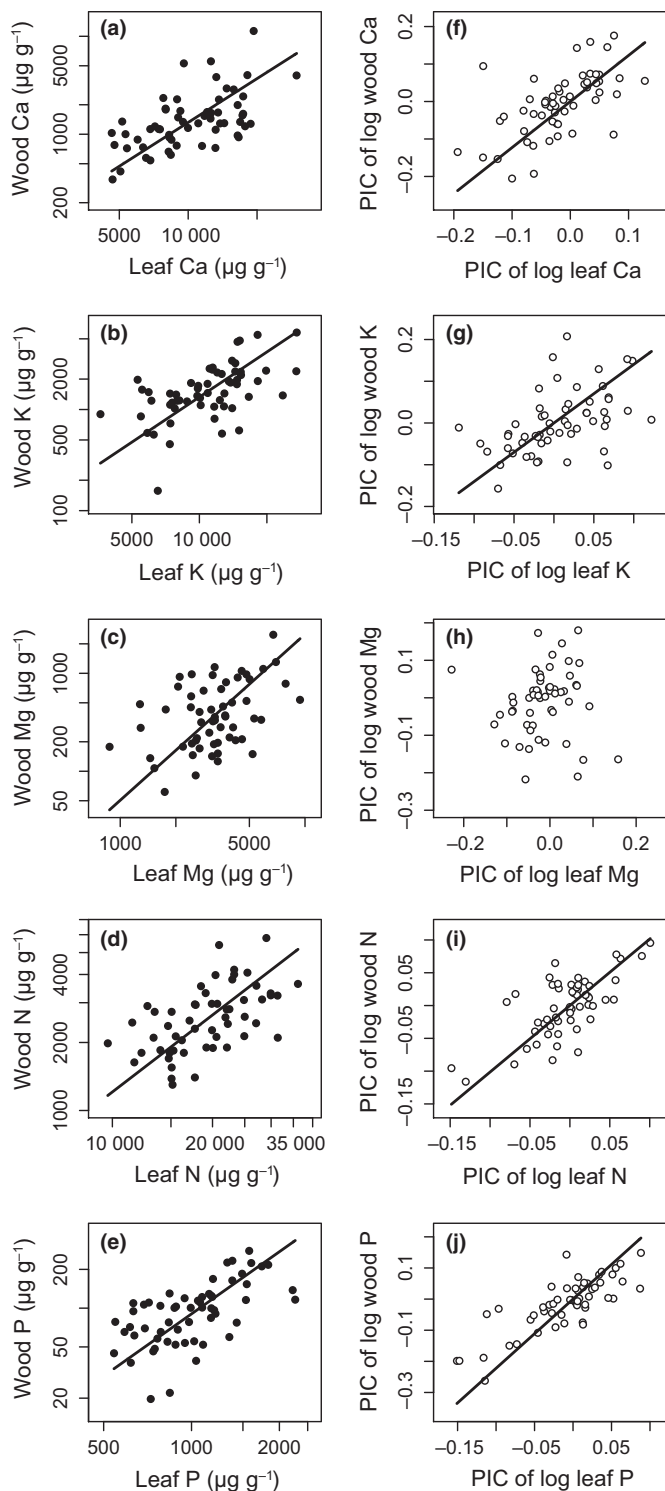 (a)
Wood Ca (µg g⁻¹)
5000
1000
200
5000 10 000
Leaf Ca (µg g⁻¹)
(f)
PIC of log wood Ca
0.2
0.0
−0.2
−0.2 −0.1 0.0 0.1
PIC of log leaf Ca
(b)
Wood K (µg g⁻¹)
2000
500
100
5000 10 000
Leaf K (µg g⁻¹)
(g)
PIC of log wood K
0.2
0.0
−0.2
−0.15 −0.05 0.05
PIC of log leaf K
(c)
Wood Mg (µg g⁻¹)
1000
200
50
1000 5000
Leaf Mg (µg g⁻¹)
(h)
PIC of log wood Mg
0.1
−0.1
−0.3
−0.2 0.0 0.2
PIC of log leaf Mg
(d)
Wood N (µg g⁻¹)
4000
2000
1000
10 000 20 000 35 000
Leaf N (µg g⁻¹)
(i)
PIC of log wood N
0.05
−0.05
−0.15
−0.15 −0.05 0.05
PIC of log leaf N
(e)
Wood P (µg g⁻¹)
200
50
20
500 1000 2000
Leaf P (µg g⁻¹)
(j)
PIC of log wood P
0.1
−0.1
−0.3
−0.15 −0.05 0.05
PIC of log leaf P